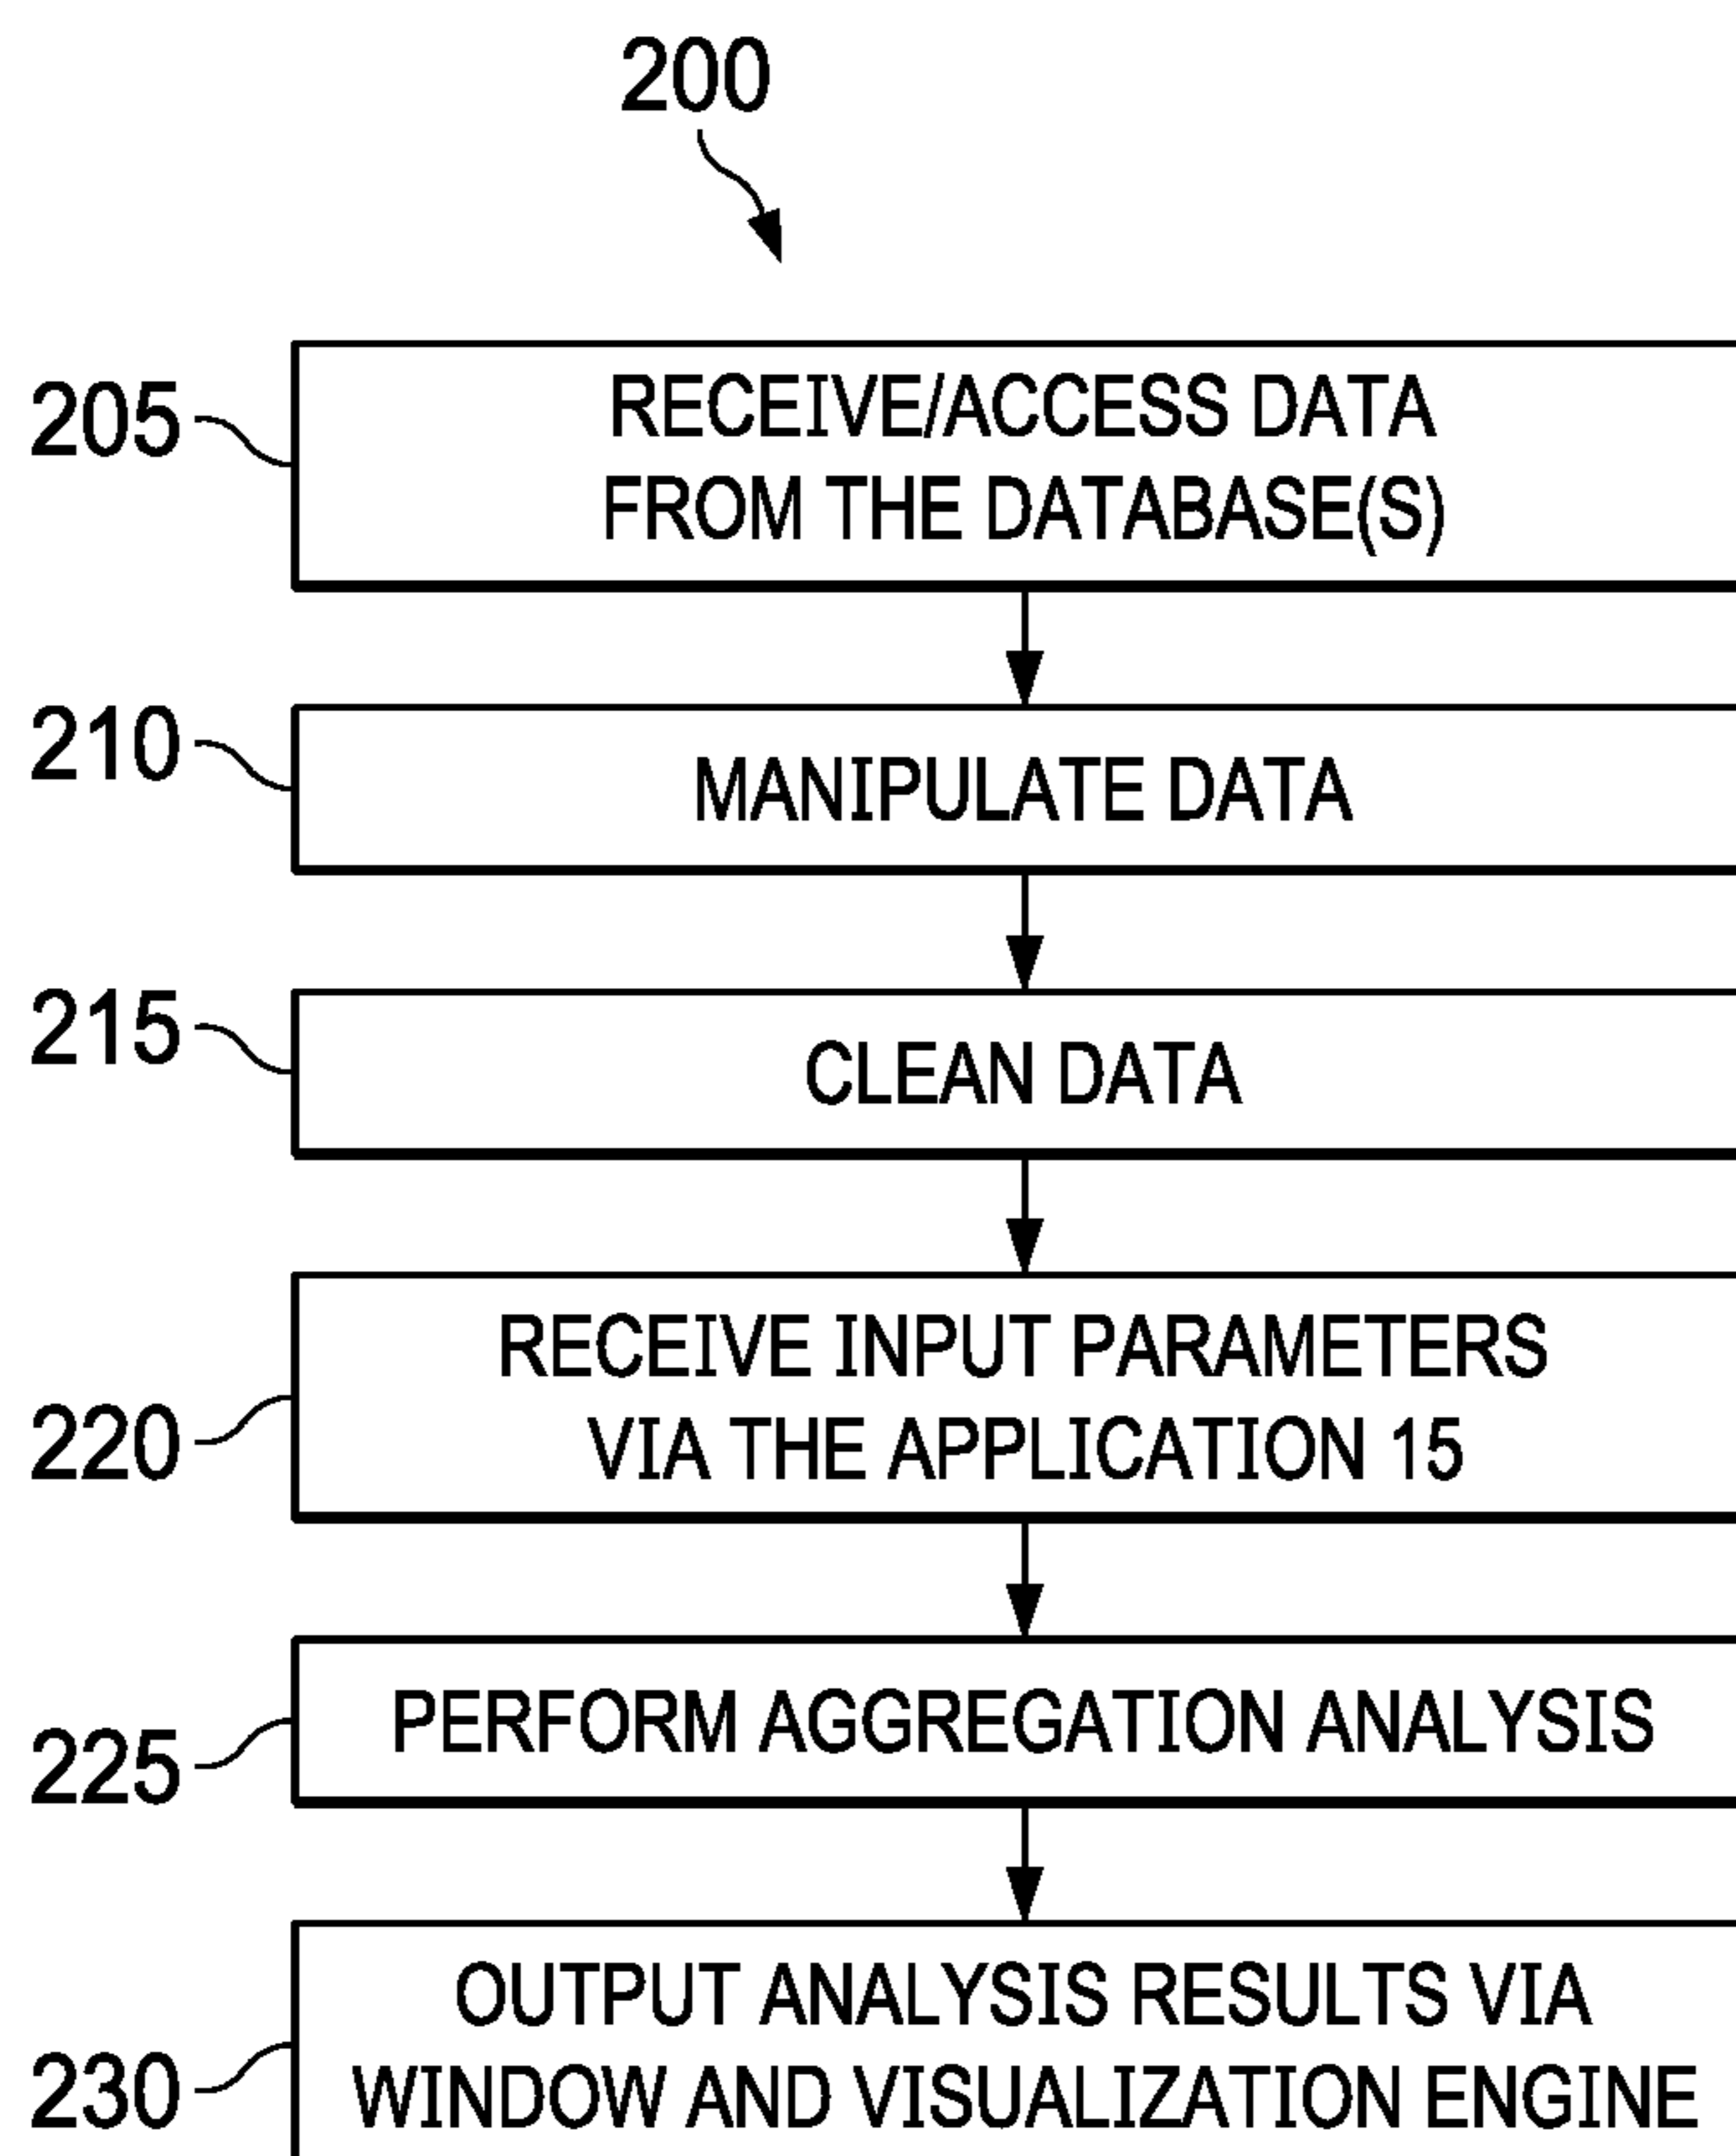 200
205
RECEIVE/ACCESS DATA
FROM THE DATABASE(S)
210
MANIPULATE DATA
215
CLEAN DATA
220
RECEIVE INPUT PARAMETERS
VIA THE APPLICATION 15
225
PERFORM AGGREGATION ANALYSIS
230
OUTPUT ANALYSIS RESULTS VIA
WINDOW AND VISUALIZATION ENGINE